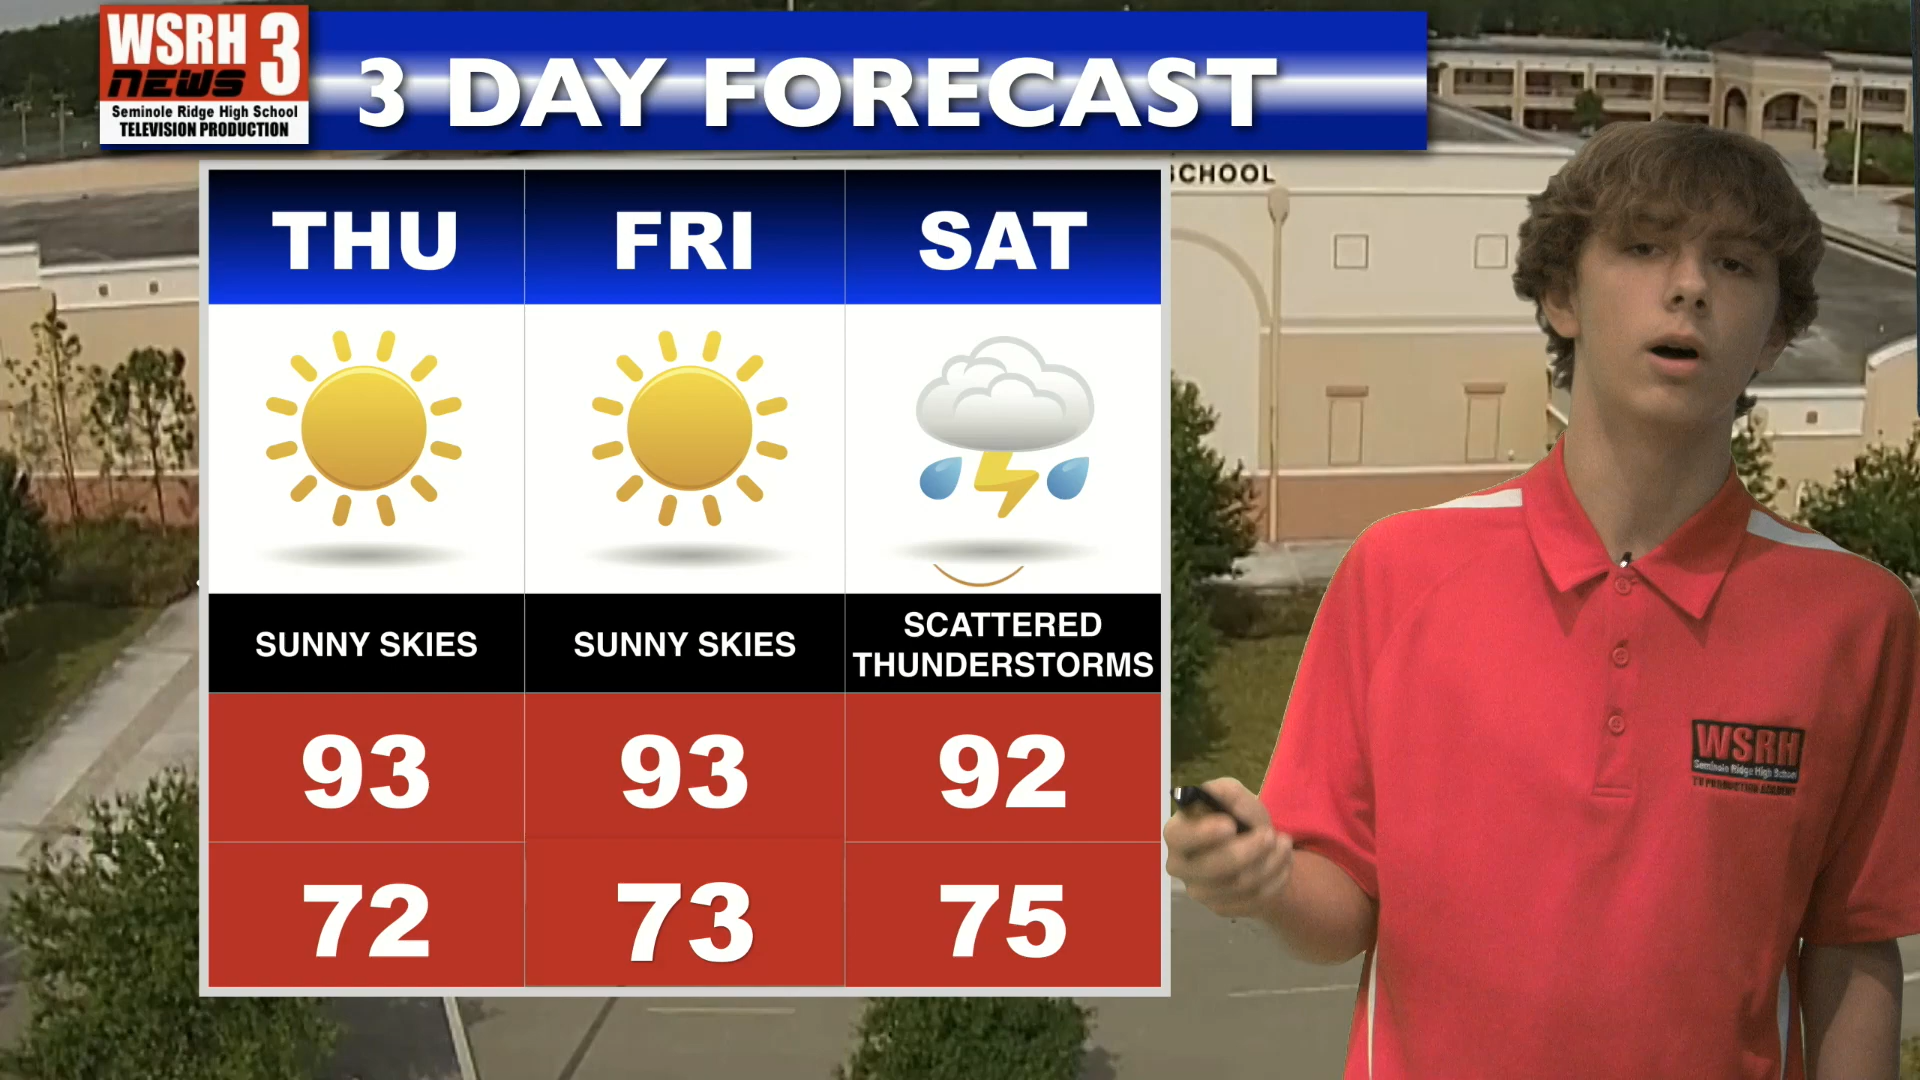 WSRH 3
NEWS
Seminole Ridge High School
TELEVISION PRODUCTION
3 DAY FORECAST
SCHOOL
THU FRI SAT
SUNNY SKIES SUNNY SKIES SCATTERED
THUNDERSTORMS
93 93 92
72 73 75
WSRH
Seminole Ridge High School
TV PRODUCTION ACADEMY